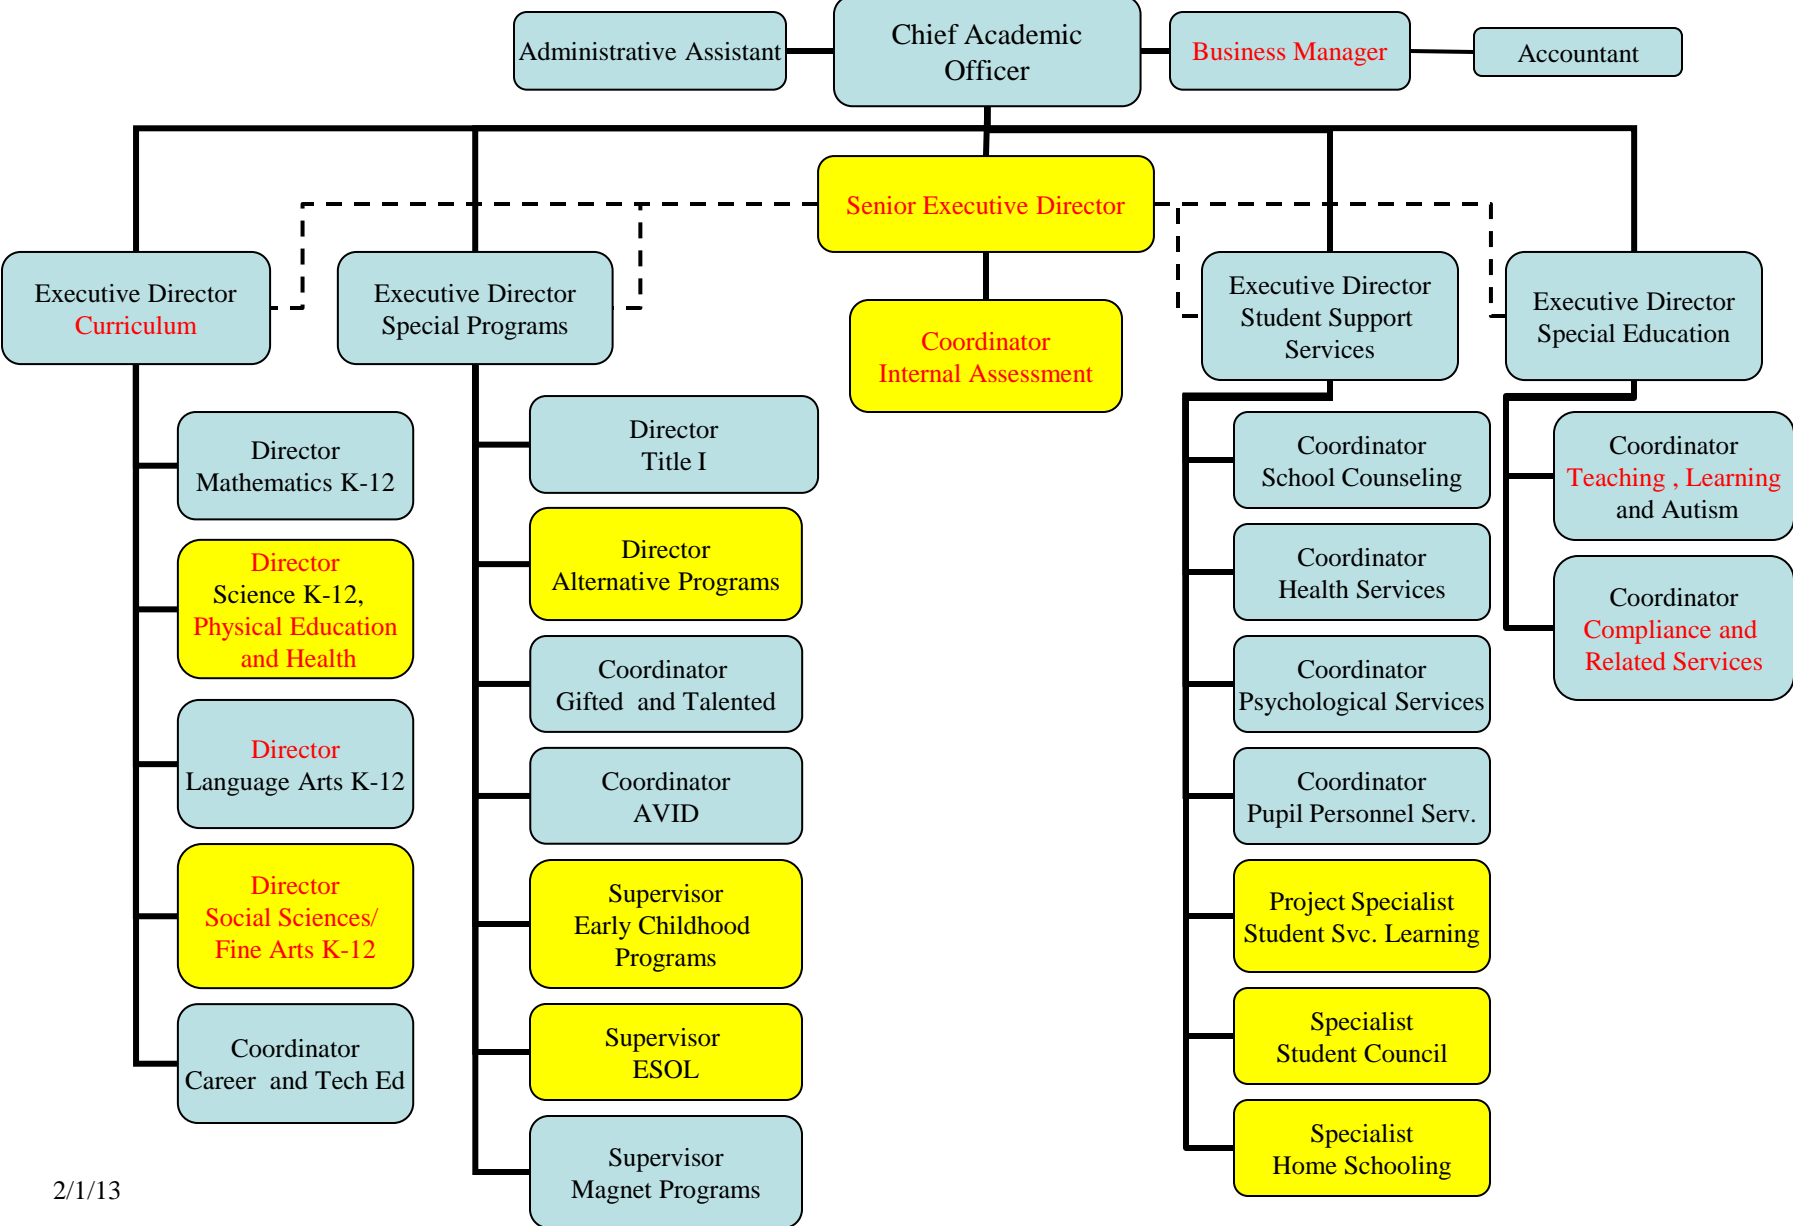 Administrative Assistant
Chief Academic
Officer
Business Manager
Accountant
Senior Executive Director
Executive Director
Curriculum
Executive Director
Special Programs
Coordinator
Internal Assessment
Executive Director
Student Support
Services
Executive Director
Special Education
Director
Mathematics K-12
Director
Science K-12,
Physical Education
and Health
Director
Language Arts K-12
Director
Social Sciences/
Fine Arts K-12
Coordinator
Career and Tech Ed
Director
Title I
Director
Alternative Programs
Coordinator
Gifted and Talented
Coordinator
AVID
Supervisor
Early Childhood
Programs
Supervisor
ESOL
Supervisor
Magnet Programs
Coordinator
School Counseling
Coordinator
Health Services
Coordinator
Psychological Services
Coordinator
Pupil Personnel Serv.
Project Specialist
Student Svc. Learning
Specialist
Student Council
Specialist
Home Schooling
Coordinator
Teaching , Learning
and Autism
Coordinator
Compliance and
Related Services
2/1/13